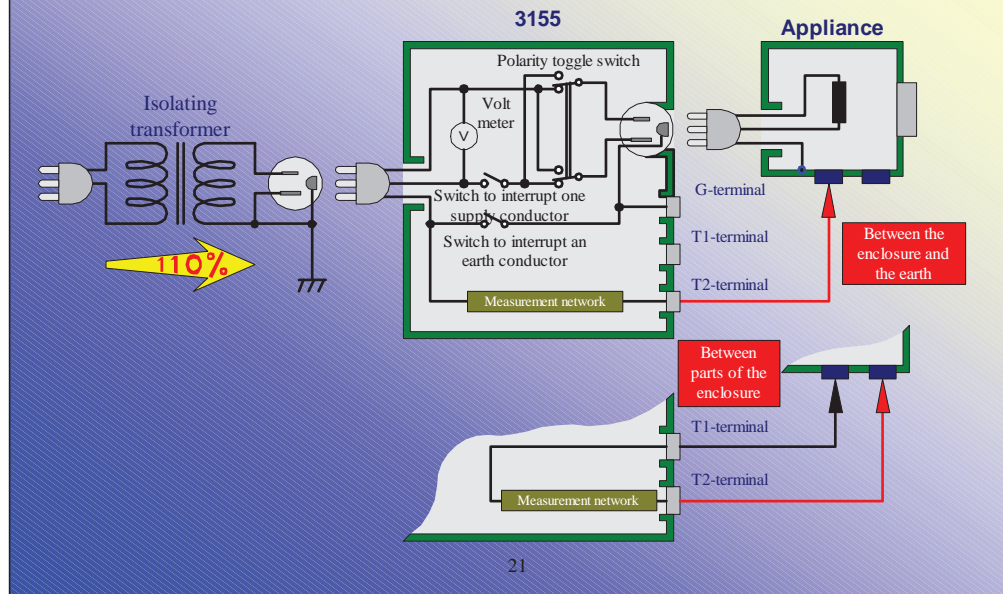 3155
Appliance
Polarity toggle switch
Isolating
transformer
Volt
meter
V
Switch to interrupt one
supply conductor
Switch to interrupt an
earth conductor
Measurement network
G-terminal
T1-terminal
T2-terminal
Between the
enclosure and
the earth
110%
Between
parts of the
enclosure
T1-terminal
T2-terminal
Measurement network
21